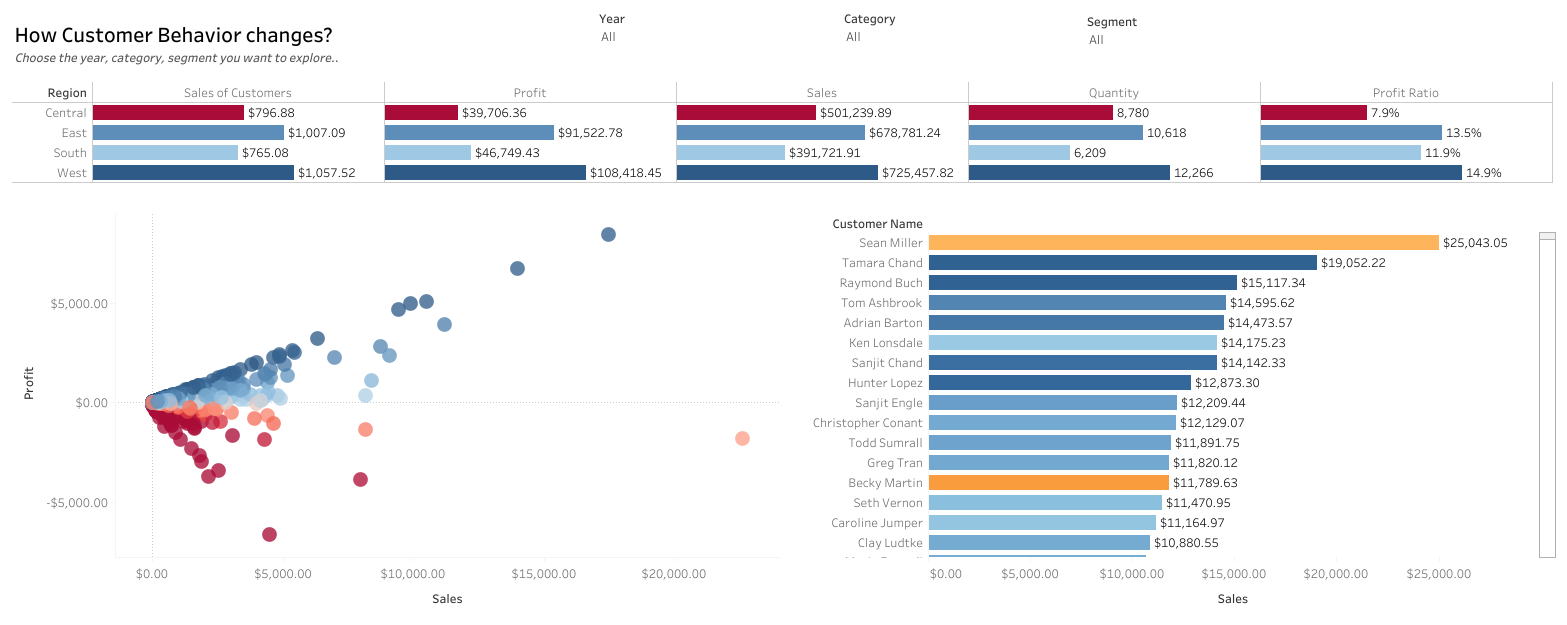 How Customer Behavior changes?
Choose the year, category, segment you want to explore..
Year
All
Category
All
Segment
All
Region Sales of Customers Profit Sales Quantity Profit Ratio
Central $796.88 $39,706.36 $501,239.89 8,780 7.9%
East $1,007.09 $91,522.78 $678,781.24 10,618 13.5%
South $765.08 $46,749.43 $391,721.91 6,209 11.9%
West $1,057.52 $108,418.45 $725,457.82 12,266 14.9%
Profit
$5,000.00
$0.00
-$5,000.00
$0.00 $5,000.00 $10,000.00 $15,000.00 $20,000.00
Sales
Customer Name
Sean Miller $25,043.05
Tamara Chand $19,052.22
Raymond Buch $15,117.34
Tom Ashbrook $14,595.62
Adrian Barton $14,473.57
Ken Lonsdale $14,175.23
Sanjit Chand $14,142.33
Hunter Lopez $12,873.30
Sanjit Engle $12,209.44
Christopher Conant $12,129.07
Todd Sumrall $11,891.75
Greg Tran $11,820.12
Becky Martin $11,789.63
Seth Vernon $11,470.95
Caroline Jumper $11,164.97
Clay Ludtke $10,880.55
$0.00 $5,000.00 $10,000.00 $15,000.00 $20,000.00 $25,000.00
Sales